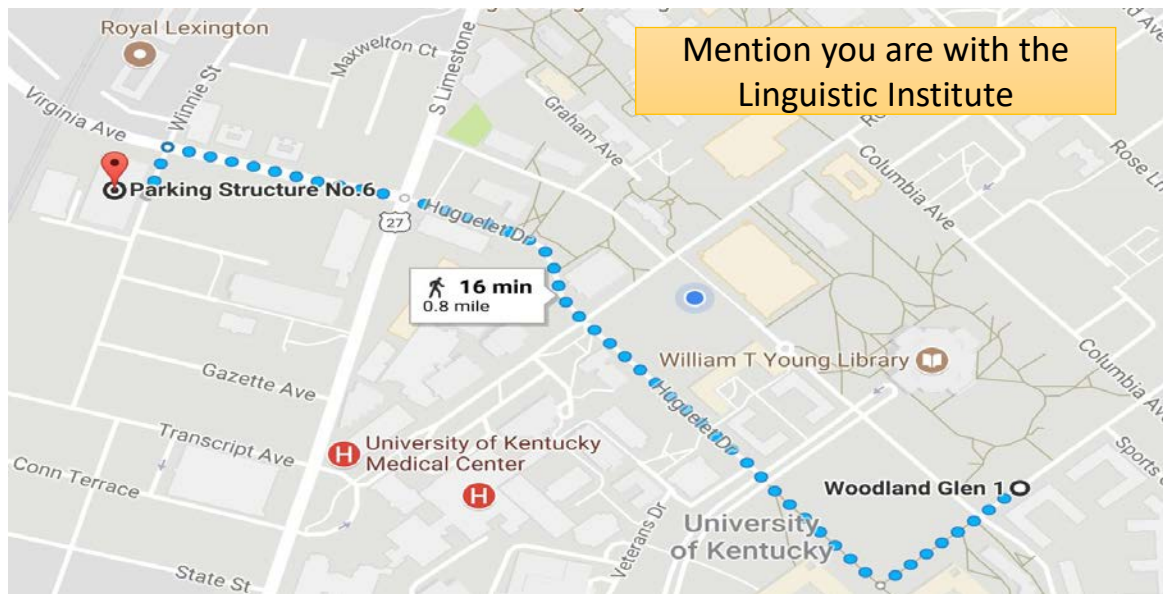 Royal Lexington
Maxwelton Ct
S Limestone
Mention you are with the
Linguistic Institute
Virginia Ave
Winnie St
Graham Ave
Columbia Ave
Rose Ln
Parking Structure No.6
27
Huguelet Dr
16 min
0.8 mile
William T Young Library
Gazette Ave
Huguelet Dr
Columbia Av
Transcript Ave
H
University of Kentucky
Medical Center
Sports
Conn Terrace
H
Woodland Glen 1
Veterans Dr
University
of Kentucky
State St